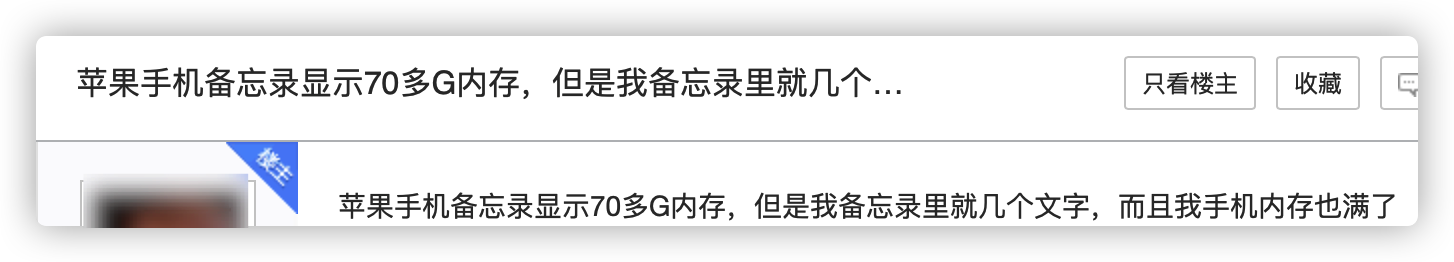 苹果手机备忘录显示70多G内存，但是我备忘录里就几个...
只看楼主
收藏
楼主
苹果手机备忘录显示70多G内存，但是我备忘录里就几个文字，而且我手机内存也满了